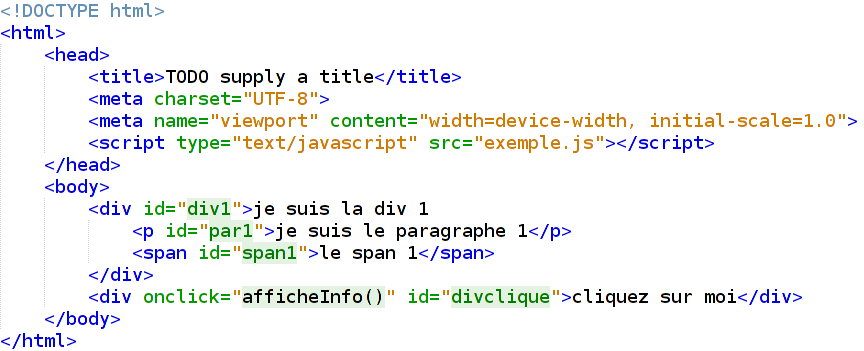 <!DOCTYPE html>
<html>
    <head>
        <title>TODO supply a title</title>
        <meta charset="UTF-8">
        <meta name="viewport" content="width=device-width, initial-scale=1.0">
        <script type="text/javascript" src="exemple.js"></script>
    </head>
    <body>
        <div id="div1">je suis la div 1
            <p id="par1">je suis le paragraphe 1</p>
            <span id="span1">le span 1</span>
        </div>
        <div onclick="afficheInfo()" id="divclique">cliquez sur moi</div>
    </body>
</html>